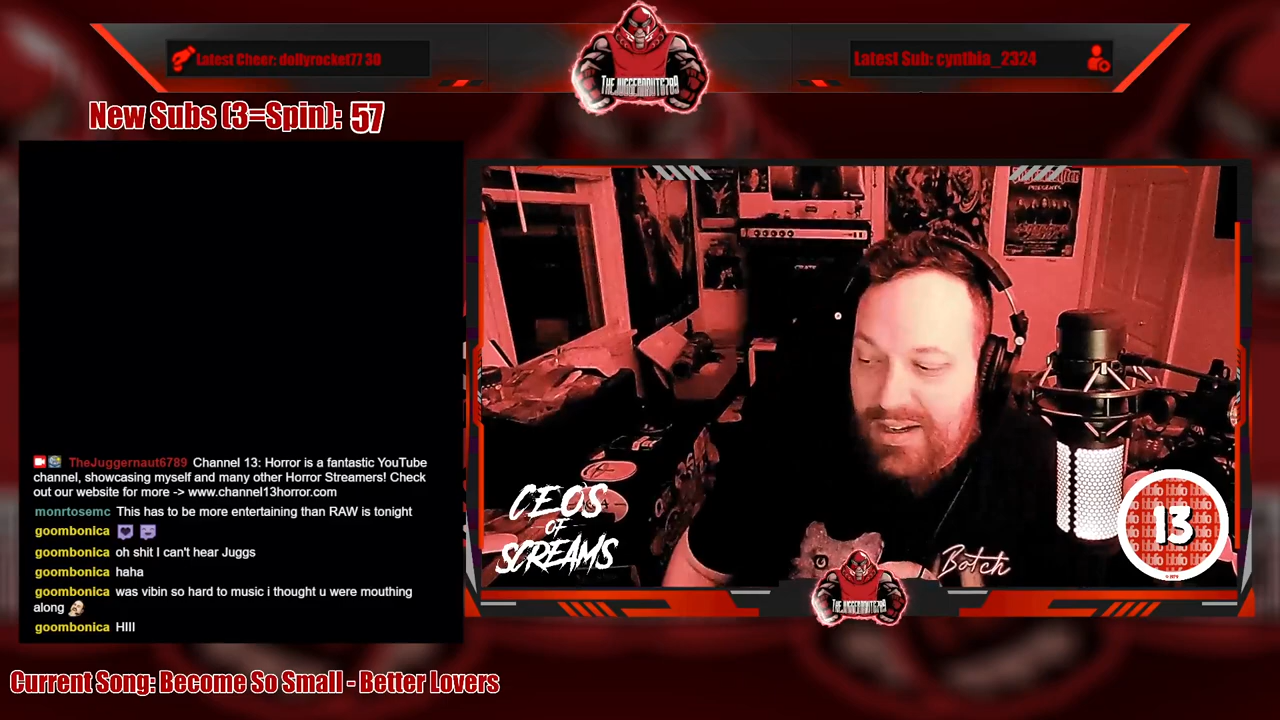 Latest Cheer: dollyrocket77 30
THEJUGGERNAUT6789
Latest Sub: cynthia_2324
New Subs (3=Spin): 57
PRESENTS
CRATE
TheJuggernaut6789 Channel 13: Horror is a fantastic YouTube
channel, showcasing myself and many other Horror Streamers! Check
out our website for more -> www.channel13horror.com
monrtosemc This has to be more entertaining than RAW is tonight
goombonica
goombonica oh shit I can't hear Juggs
goombonica haha
goombonica was vibin so hard to music i thought u were mouthing
along
goombonica HIII
CEOS
OF
SCREAMS
13
Botch
THEJUGGERNAUT6789
Current Song: Become So Small - Better Lovers